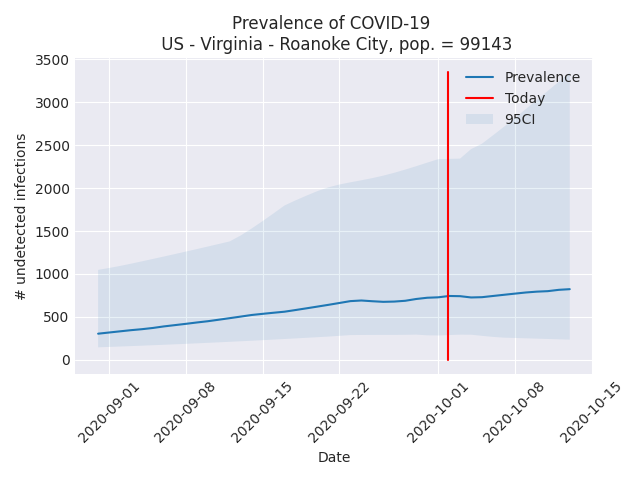 Prevalence of COVID-19
US - Virginia - Roanoke City, pop. = 99143
3500
3000
2500
2000
1500
1000
500
0
# undetected infections
Prevalence
Today
95CI
2020-09-01
2020-09-08
2020-09-15
2020-09-22
2020-10-01
2020-10-08
2020-10-15
Date